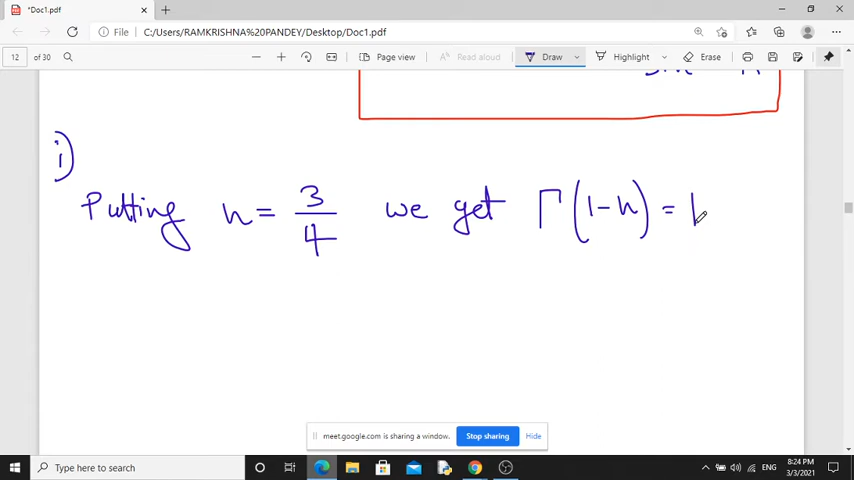 *Doc1.pdf
File C:/Users/RAMKRISHNA%20PANDEY/Desktop/Doc1.pdf
12 of 30 Page view Read aloud Draw Highlight Erase
i)
Putting n = 3/4 we get Γ(1-n) =
meet.google.com is sharing a window. Stop sharing Hide
Type here to search
ENG
8:24 PM
3/3/2021